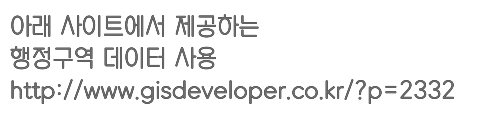 아래 사이트에서 제공하는
행정구역 데이터 사용
http://www.gisdeveloper.co.kr/?p=2332